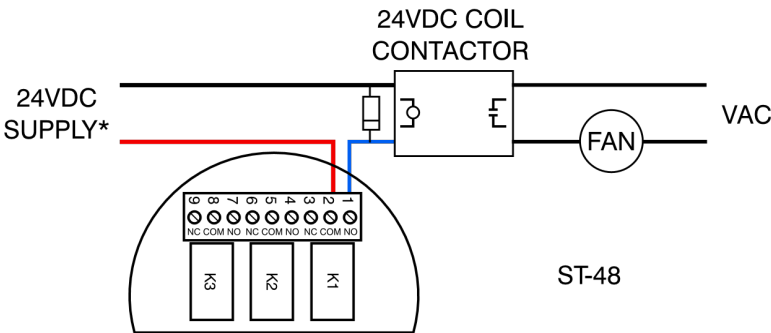 24VDC COIL
CONTACTOR
24VDC
SUPPLY*
VAC
FAN
9 8 7 6 5 4 3 2 1
NC COM NO NC COM NO NC COM NO
K3 K2 K1
ST-48